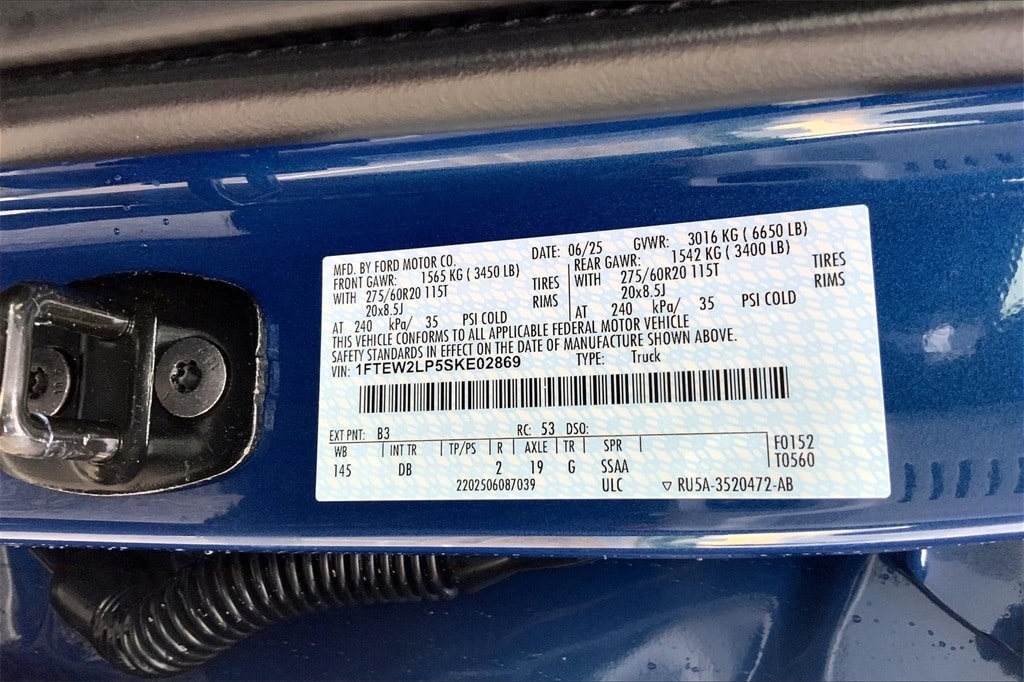 MFD. BY FORD MOTOR CO.
DATE: 06/25 GVWR: 3016 KG ( 6650 LB)
FRONT GAWR: 1565 KG ( 3450 LB)
WITH 275/60R20 115T TIRES
20x8.5J RIMS
AT 240 kPa/ 35 PSI COLD
REAR GAWR: 1542 KG ( 3400 LB)
WITH 275/60R20 115T TIRES
20x8.5J RIMS
AT 240 kPa/ 35 PSI COLD
THIS VEHICLE CONFORMS TO ALL APPLICABLE FEDERAL MOTOR VEHICLE
SAFETY STANDARDS IN EFFECT ON THE DATE OF MANUFACTURE SHOWN ABOVE.
VIN: 1FTEW2LP5SKE02869 TYPE: Truck
EXT PNT: B3 RC: 53 DSO:
WB INT TR TP/PS R AXLE TR SPR
145 DB 2 19 G SSAA
2202506087039 ULC
F0152
T0560
RU5A-3520472-AB